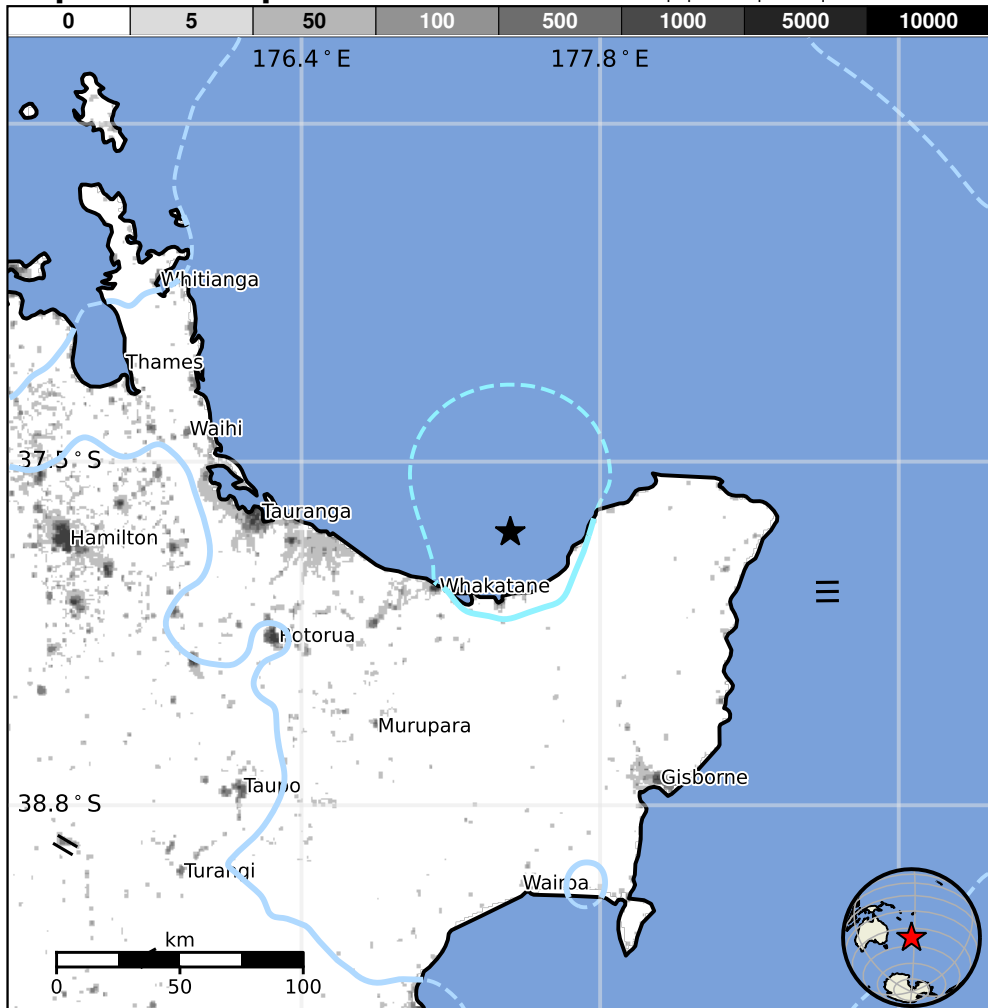 0 5 50 100 500 1000 5000 10000
176.4°E 177.8°E
Whitianga
Thames
Waihi
37.5°S
Tauranga
Hamilton
Whakatane
Rotorua
Murupara
Gisborne
Taupo
38.8°S
Turangi
Wairoa
km
0 50 100